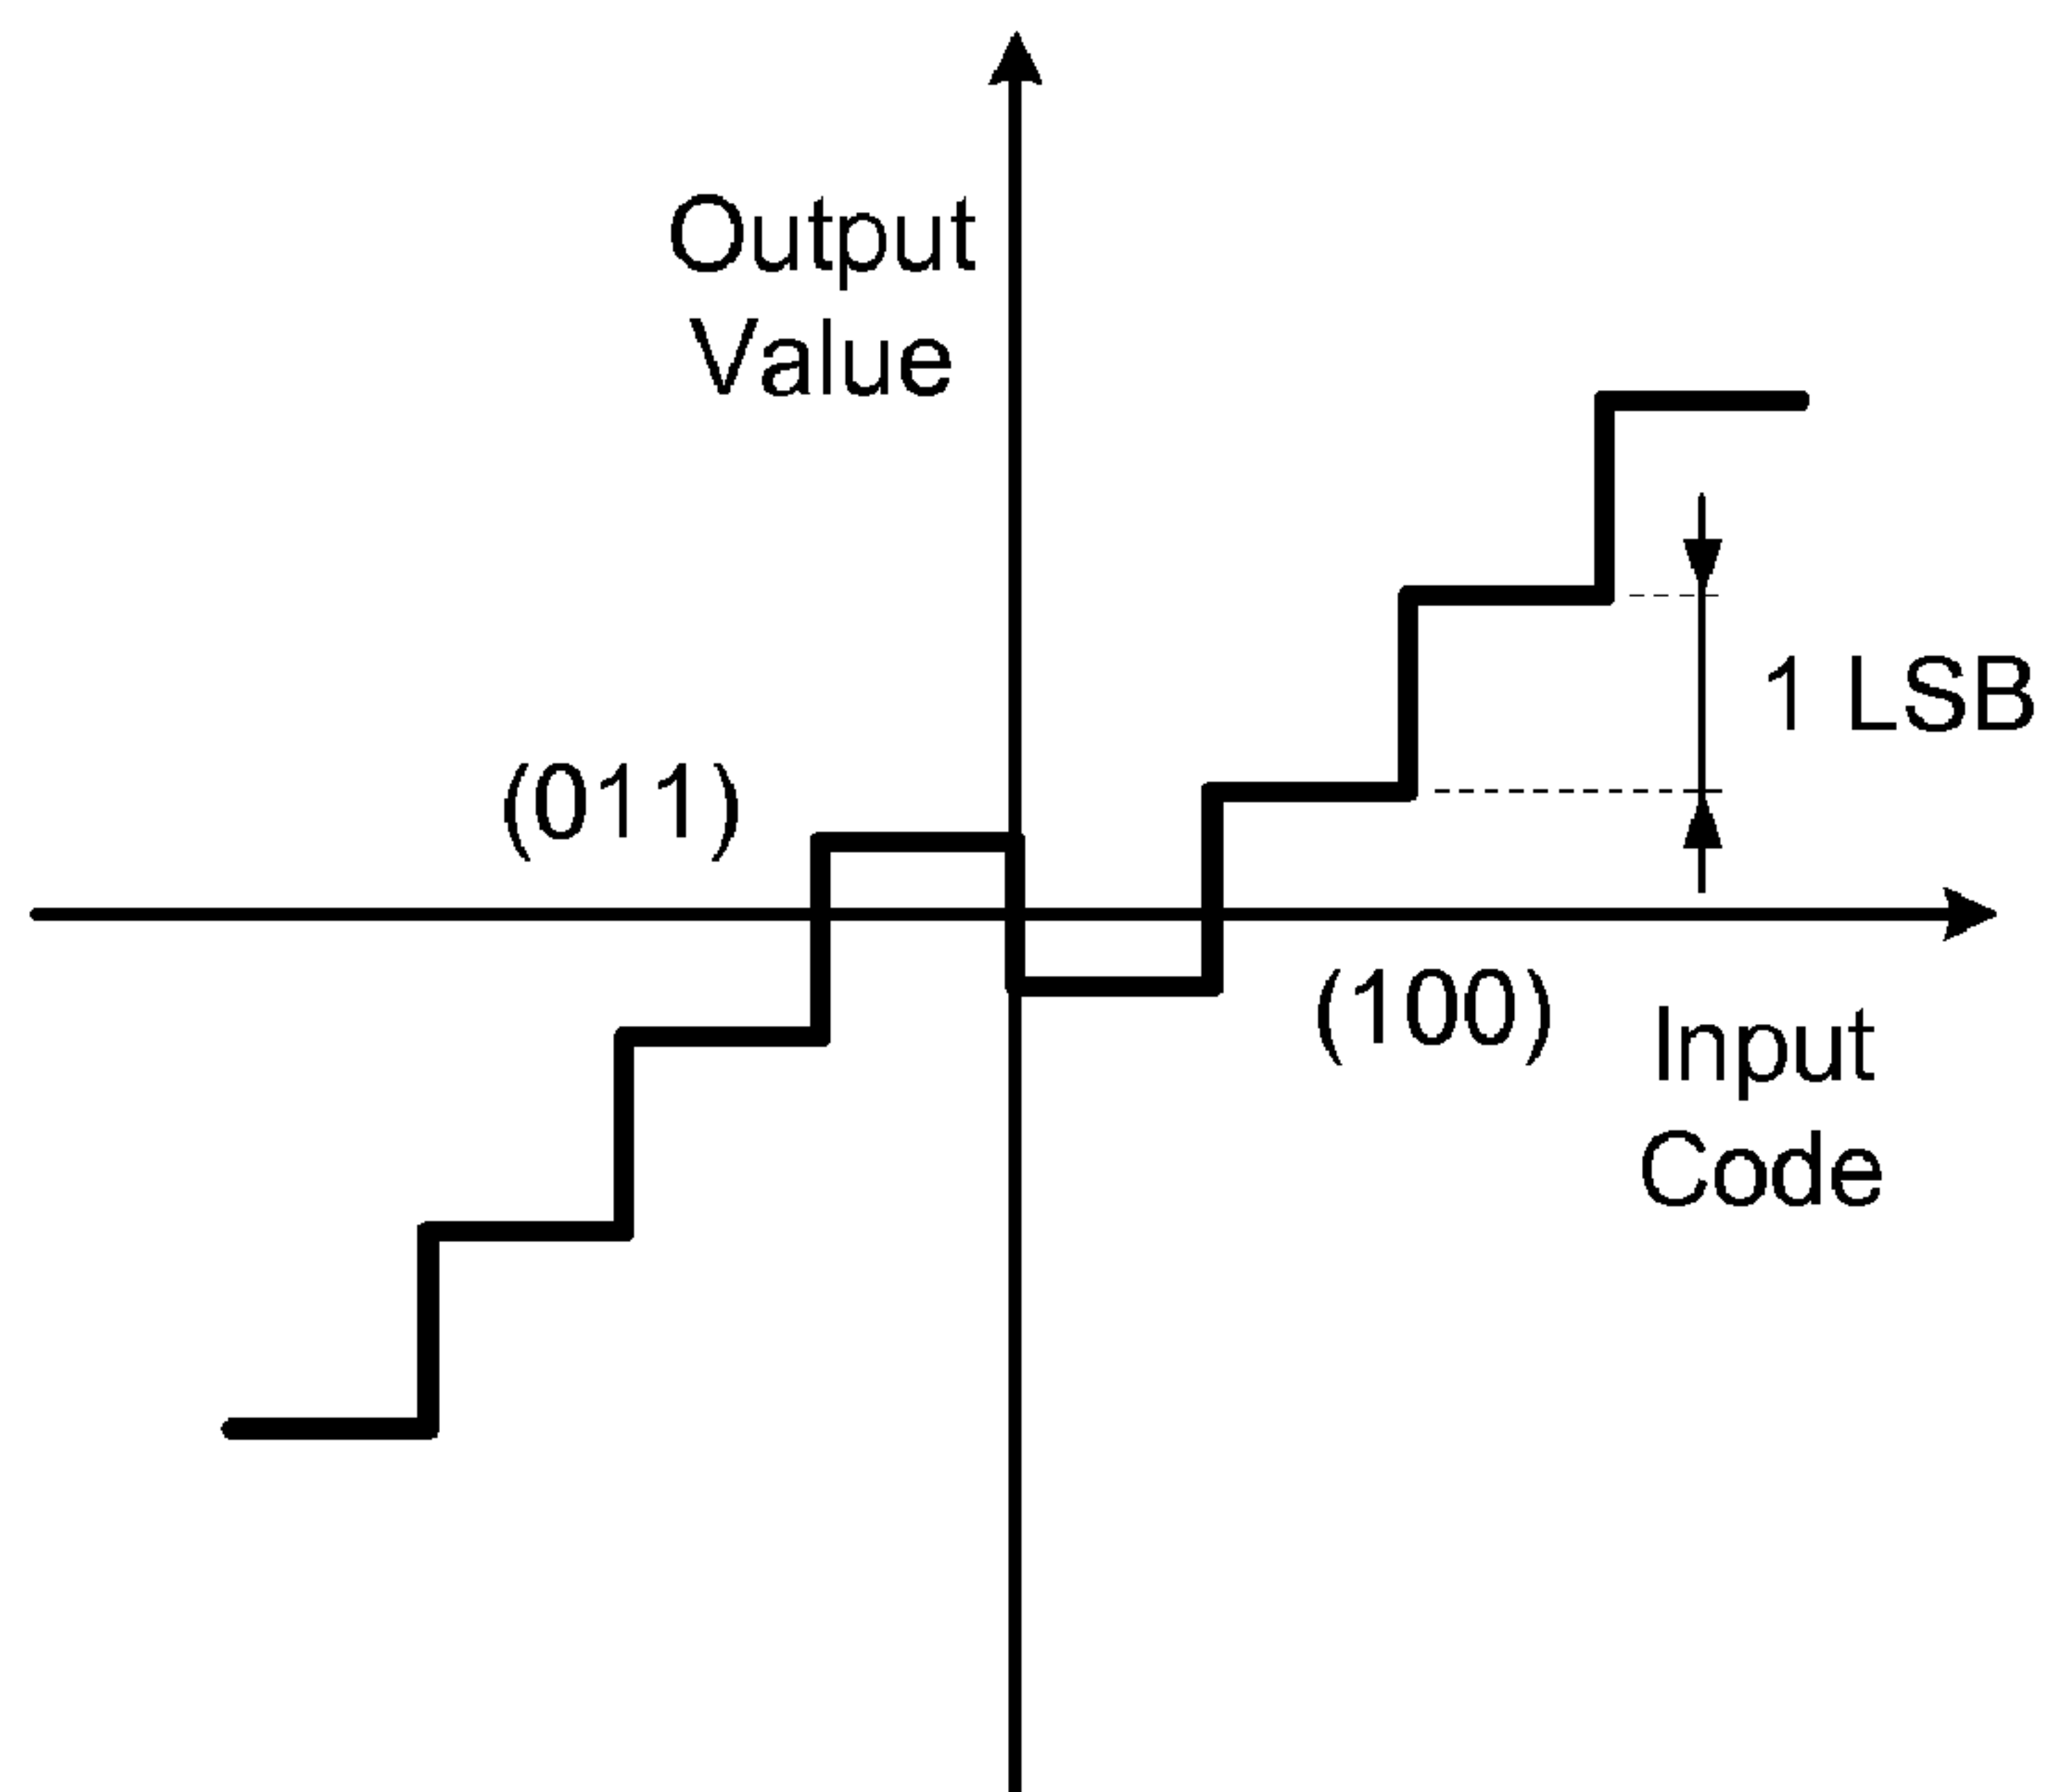 Output
Value
1 LSB
(011)
(100)
Input
Code